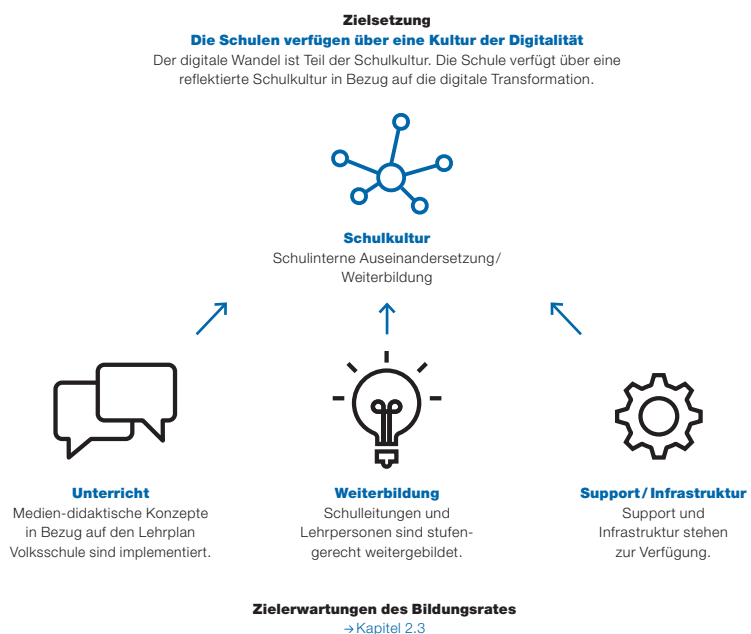 Zielsetzung
Die Schulen verfügen über eine Kultur der Digitalität
Der digitale Wandel ist Teil der Schulkultur. Die Schule verfügt über eine
reflektierte Schulkultur in Bezug auf die digitale Transformation.
Schulkultur
Schulinterne Auseinandersetzung/
Weiterbildung
Unterricht
Medien-didaktische Konzepte
in Bezug auf den Lehrplan
Volksschule sind implementiert.
Weiterbildung
Schulleitungen und
Lehrpersonen sind stufen-
gerecht weitergebildet.
Support/Infrastruktur
Support und
Infrastruktur stehen
zur Verfügung.
Zielerwartungen des Bildungsrates
→ Kapitel 2.3